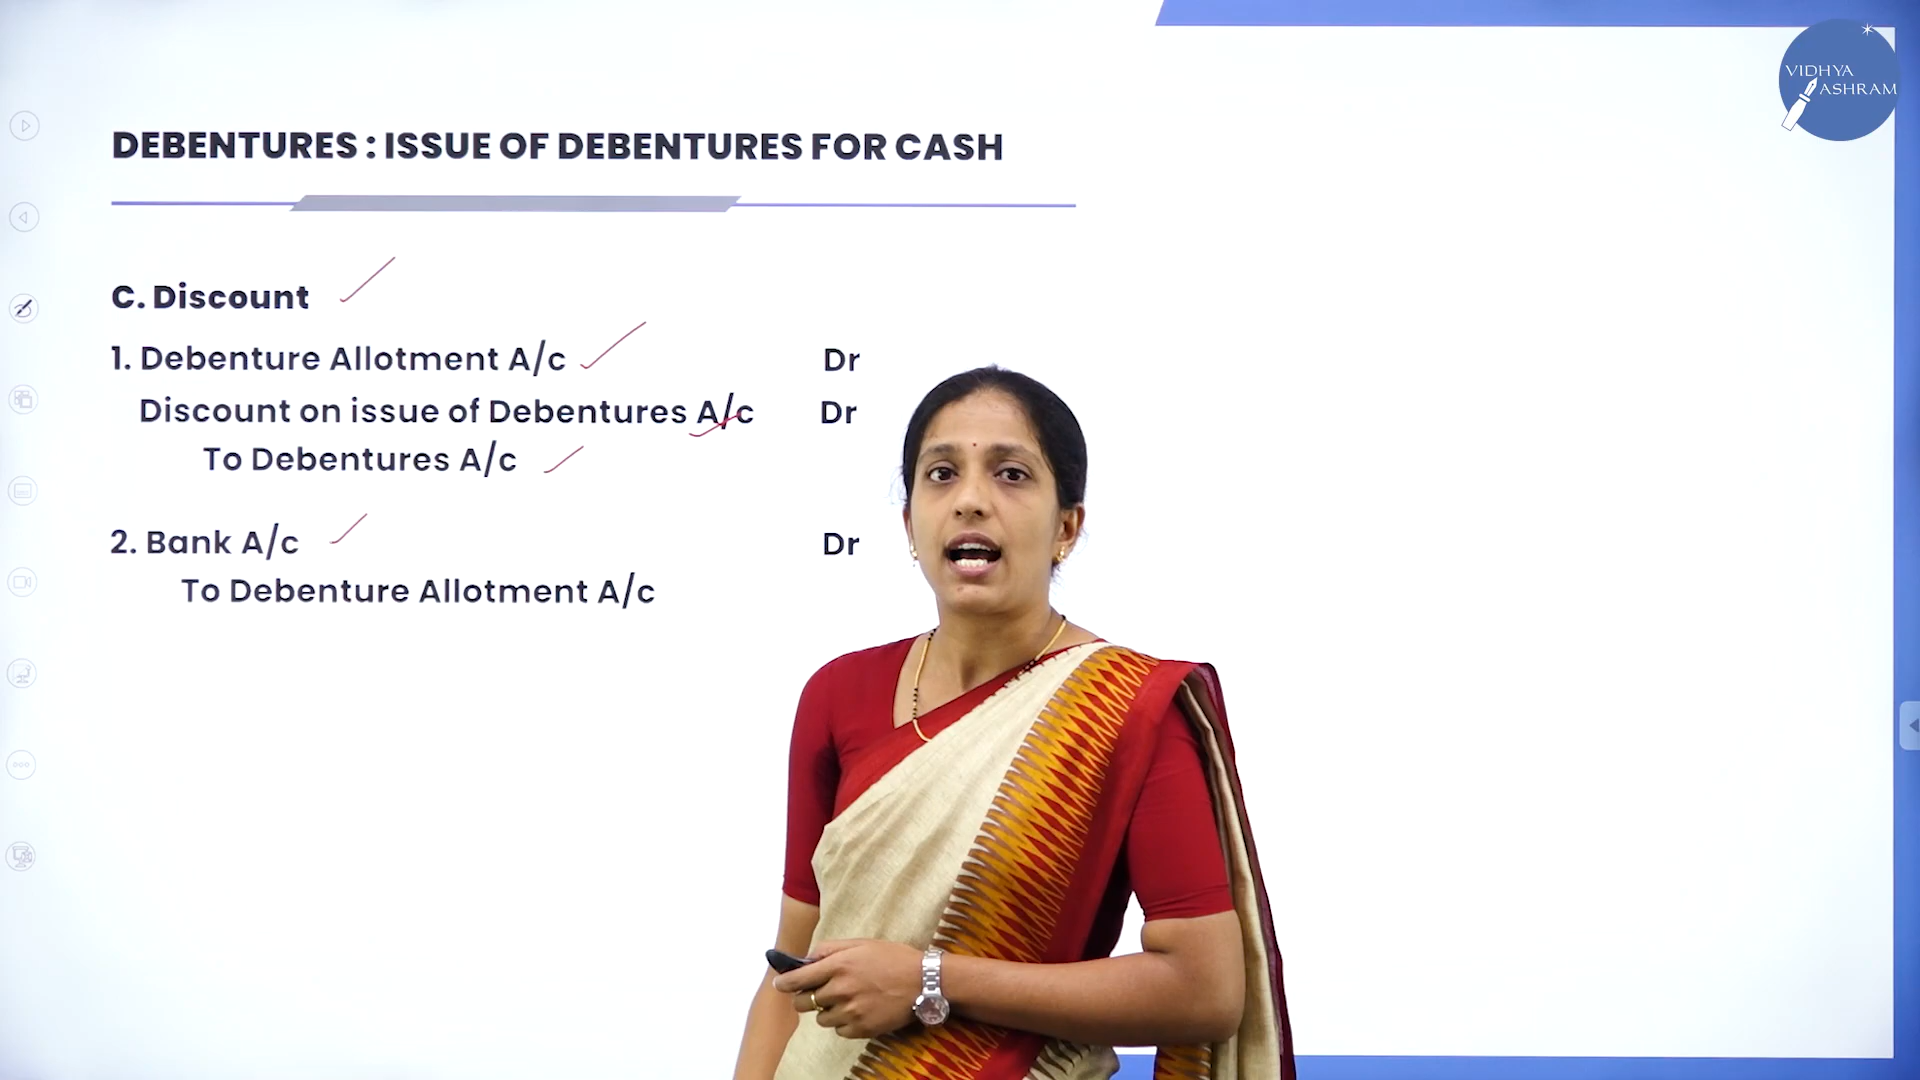 VIDHYA
ASHRAM
DEBENTURES : ISSUE OF DEBENTURES FOR CASH
C. Discount
1. Debenture Allotment A/c Dr
Discount on issue of Debentures A/c Dr
To Debentures A/c
2. Bank A/c Dr
To Debenture Allotment A/c